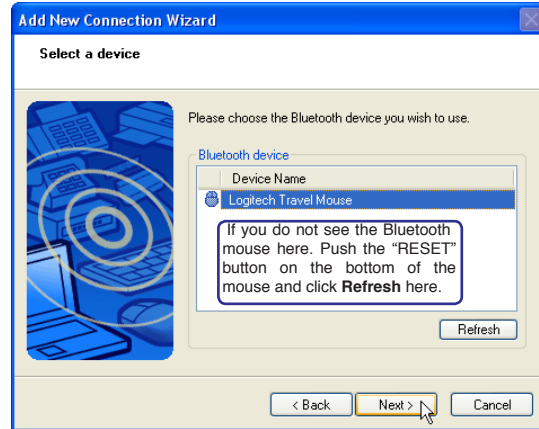 Add New Connection Wizard
Select a device
Please choose the Bluetooth device you wish to use.
Bluetooth device
Device Name
Logitech Travel Mouse
If you do not see the Bluetooth
mouse here. Push the “RESET”
button on the bottom of the
mouse and click Refresh here.
Refresh
< Back
Next >
Cancel